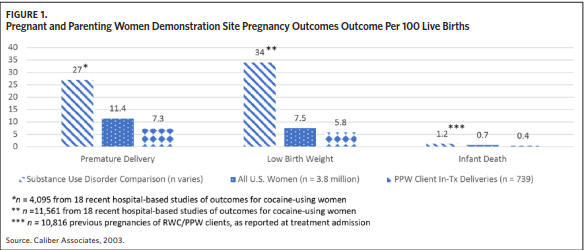 FIGURE 1.
Pregnant and Parenting Women Demonstration Site Pregnancy Outcomes Outcome Per 100 Live Births
40
35
30
25
20
15
10
5
0
27*
11.4
7.3
34**
7.5
5.8
1.2***
0.7
0.4
Premature Delivery
Low Birth Weight
Infant Death
Substance Use Disorder Comparison (n varies)
All U.S. Women (n = 3.8 million)
PPW Client In-Tx Deliveries (n = 739)
*n = 4,095 from 18 recent hospital-based studies of outcomes for cocaine-using women
** n =11,561 from 18 recent hospital-based studies of outcomes for cocaine-using women
*** n = 10,816 previous pregnancies of RWC/PPW clients, as reported at treatment admission
Source. Caliber Associates, 2003.